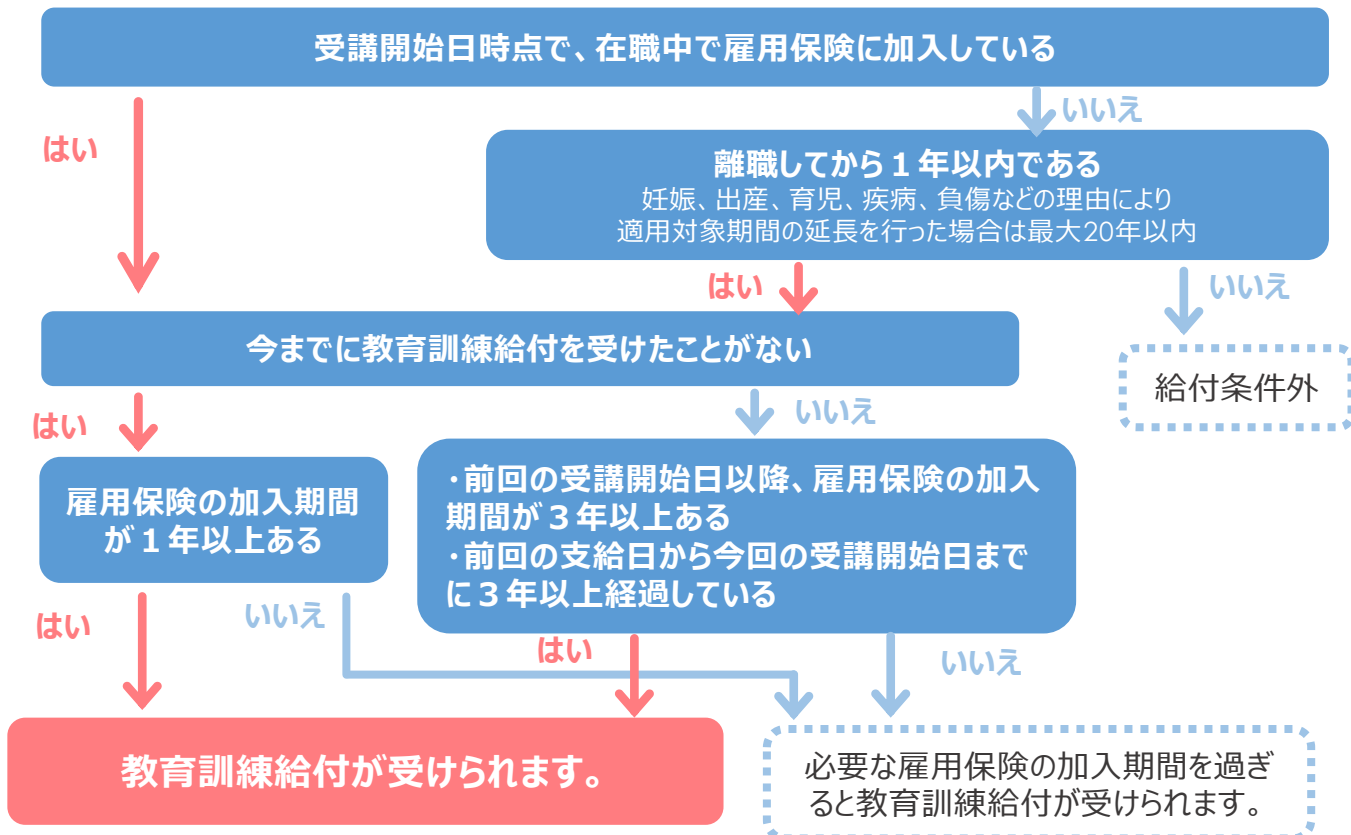 受講開始日時点で、在職中で雇用保険に加入している
はい
いいえ
離職してから１年以内である
妊娠、出産、育児、疾病、負傷などの理由により
適用対象期間の延長を行った場合は最大20年以内
はい
いいえ
今までに教育訓練給付を受けたことがない
給付条件外
はい
いいえ
雇用保険の加入期間
が１年以上ある
・前回の受講開始日以降、雇用保険の加入
期間が３年以上ある
・前回の支給日から今回の受講開始日まで
に３年以上経過している
はい
いいえ
はい
いいえ
教育訓練給付が受けられます。
必要な雇用保険の加入期間を過ぎ
ると教育訓練給付が受けられます。